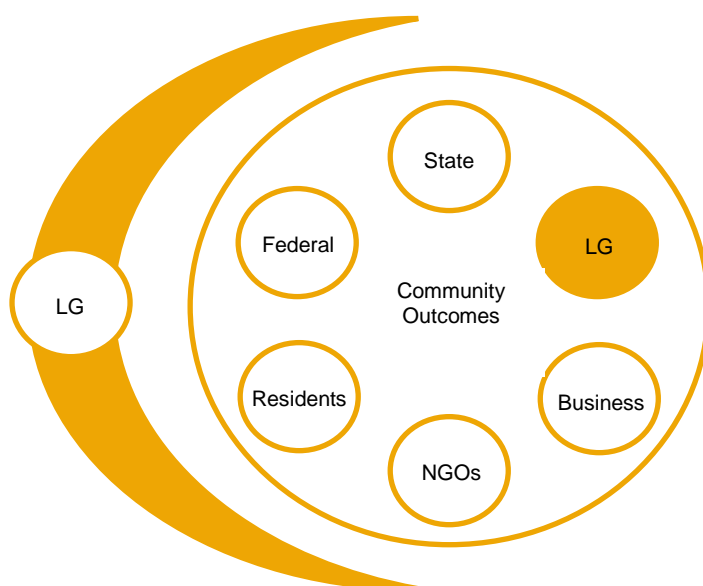 State
Federal
LG
LG
Community
Outcomes
Residents
Business
NGOs